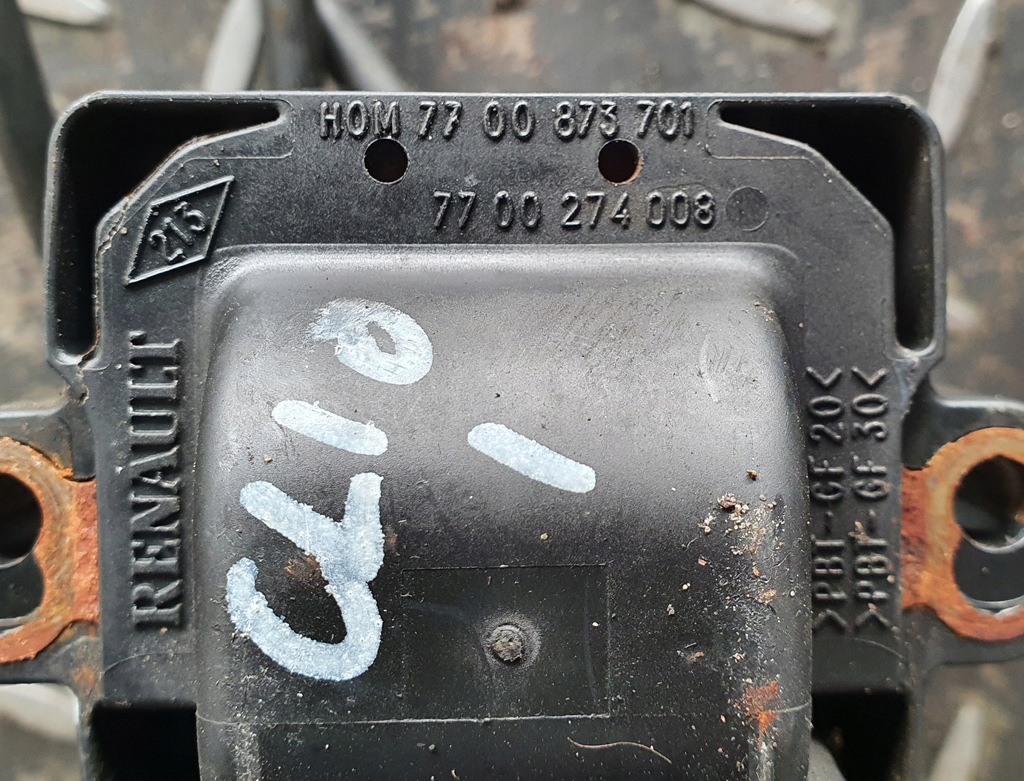 HOM 77 00 873 701
77 00 274 008
213
RENAULT
CLIO
1
>PBT-GF 20<
>PBT-GF 30<